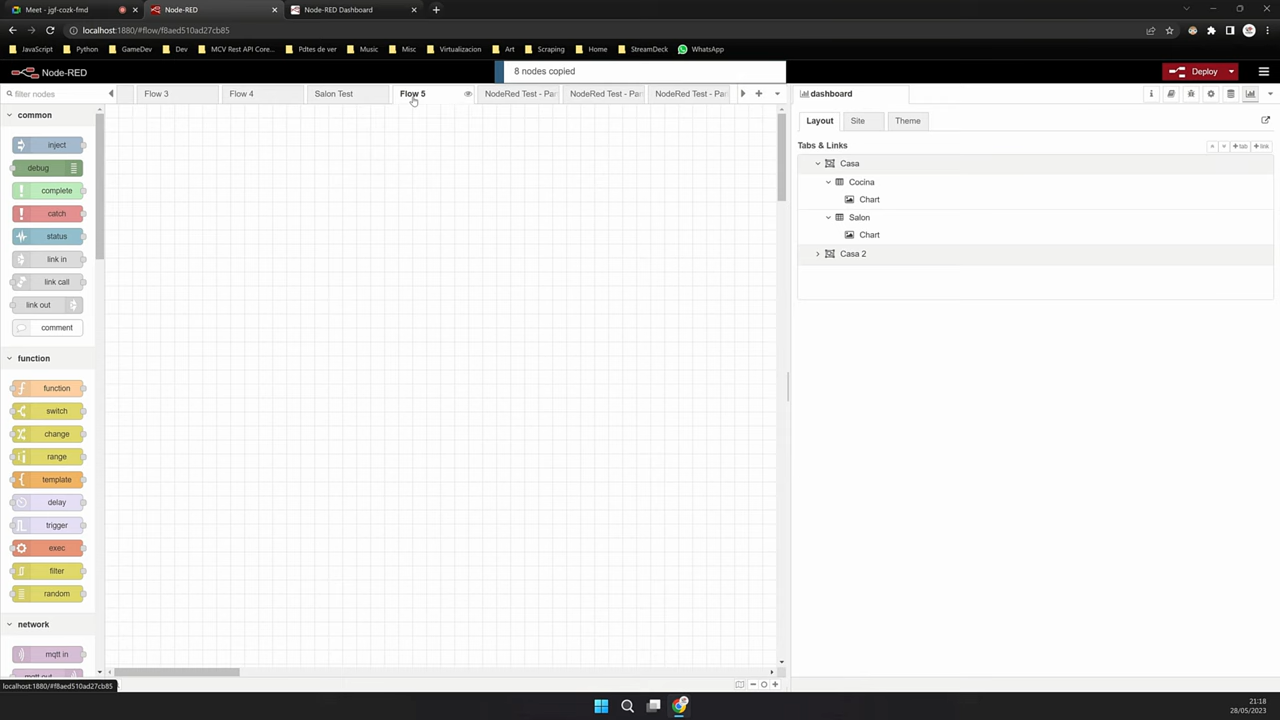 Meet - jgf-cozk-fmd
Node-RED
Node-RED Dashboard
localhost:1880/#flow/f8aed510ad27cb85
JavaScript
Python
GameDev
Dev
MCV Rest API Core...
Pdtes de ver
Music
Misc
Virtualizacion
Art
Scraping
Home
StreamDeck
WhatsApp
Node-RED
8 nodes copied
Deploy
filter nodes
Flow 3
Flow 4
Salon Test
Flow 5
NodeRed Test - Par
NodeRed Test - Par
NodeRed Test - Par
dashboard
common
inject
debug
complete
catch
status
link in
link call
link out
comment
function
function
switch
change
range
template
delay
trigger
exec
filter
random
network
mqtt in
Layout
Site
Theme
Tabs & Links
tab
link
Casa
Cocina
Chart
Salon
Chart
Casa 2
localhost:1880/#f8aed510ad27cb85
21:18
28/05/2023